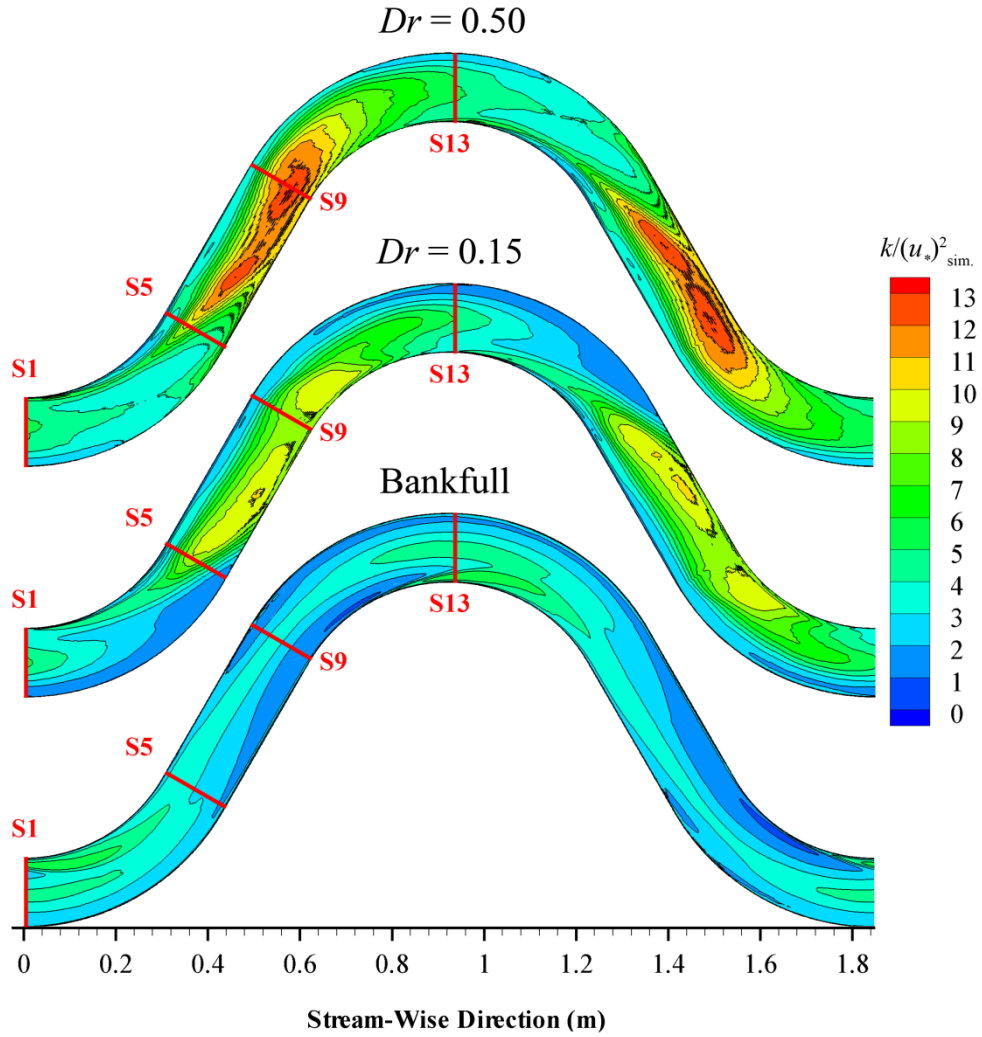 Dr = 0.50
S13
S9
S5
S1
Dr = 0.15
S13
S9
S5
S1
Bankfull
S13
S9
S5
S1
k/(u*)²sim.
13
12
11
10
9
8
7
6
5
4
3
2
1
0
0 0.2 0.4 0.6 0.8 1 1.2 1.4 1.6 1.8
Stream-Wise Direction (m)